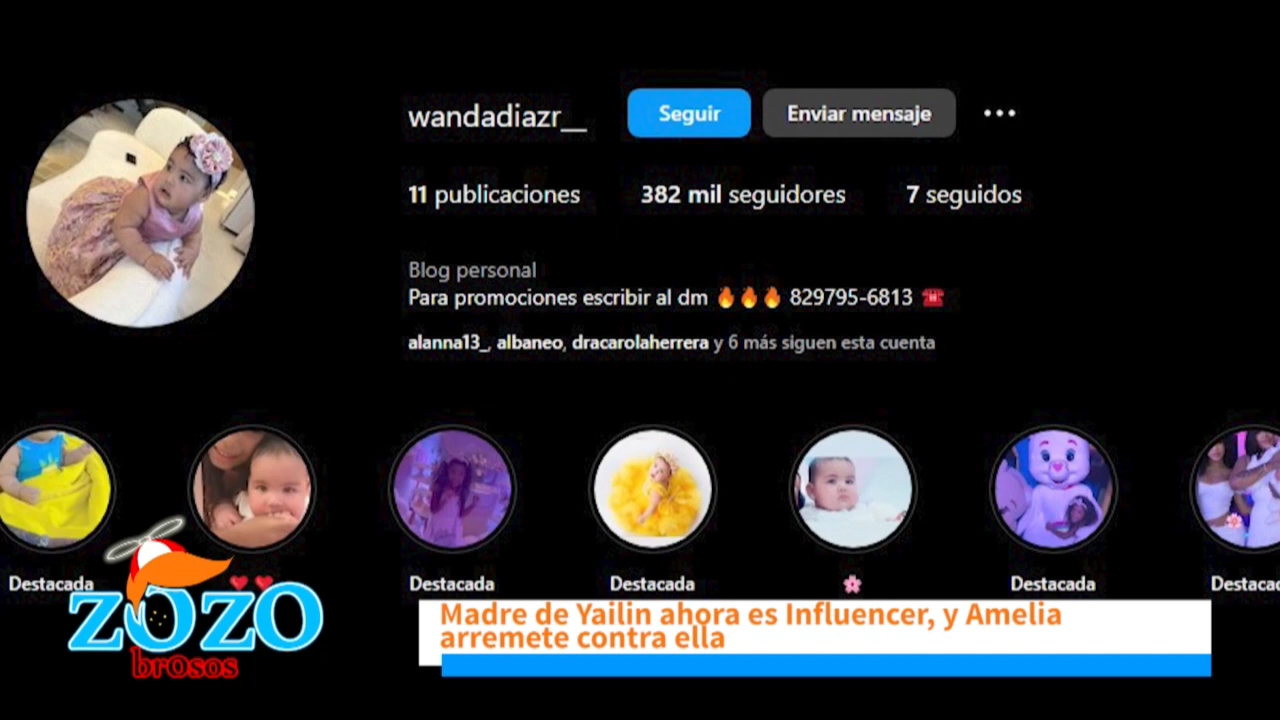 wandadiazr__
Seguir
Enviar mensaje
11 publicaciones
382 mil seguidores
7 seguidos
Blog personal
Para promociones escribir al dm 🔥🔥🔥 829795-6813 ☎️
alanna13_, albaneo, dracarolaherrera y 6 más siguen esta cuenta
Destacada
❤️❤️
Destacada
Destacada
🌸
Destacada
Destacad
zOzO
brOsos
Madre de Yailin ahora es Influencer, y Amelia
arremete contra ella